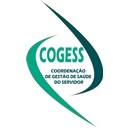 COGESS
COORDENAÇÃO
DE GESTÃO DE SAÚDE
DO SERVIDOR